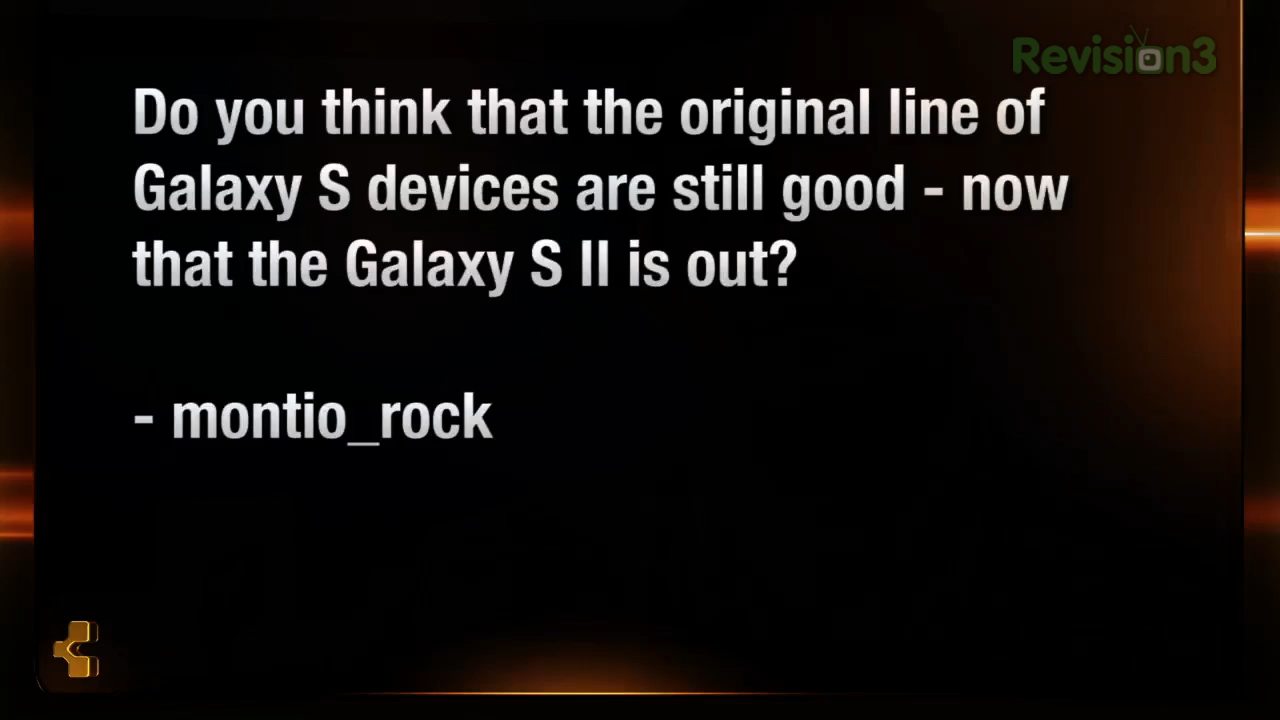 Revision3
Do you think that the original line of
Galaxy S devices are still good - now
that the Galaxy S II is out?
- montio_rock